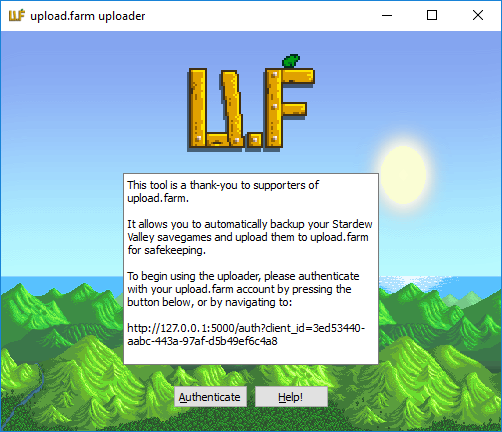 upload.farm uploader
U.F
This tool is a thank-you to supporters of
upload.farm.
It allows you to automatically backup your Stardew
Valley savegames and upload them to upload.farm
for safekeeping.
To begin using the uploader, please authenticate
with your upload.farm account by pressing the
button below, or by navigating to:
http://127.0.0.1:5000/auth?client_id=3ed53440-
aabc-443a-97af-d5b49ef6c4a8
Authenticate Help!